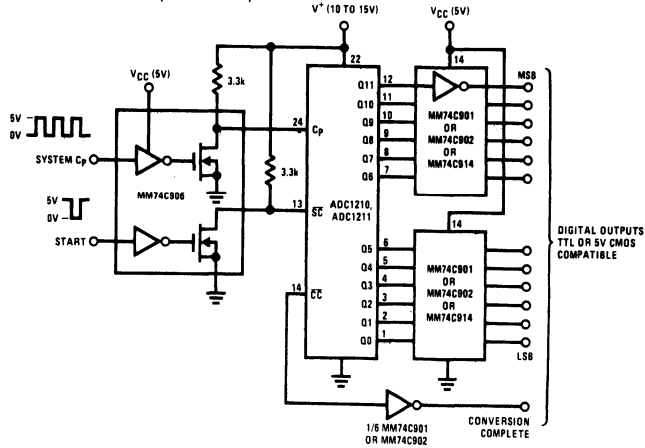 V+ (10 TO 15V)
VCC (5V)
22
14
VCC (5V)
3.3k
5V
0V
SYSTEM CP
MM74C906
5V
0V
START
24
CP
3.3k
13
SC
ADC1210,
ADC1211
14
CC
Q11
12
Q10
11
Q9
10
Q8
9
Q7
8
Q6
7
MM74C901
OR
MM74C902
OR
MM74C914
MSB
14
Q5
6
Q4
5
Q3
4
Q2
3
Q1
2
Q0
1
MM74C901
OR
MM74C902
OR
MM74C914
LSB
DIGITAL OUTPUTS
TTL OR 5V CMOS
COMPATIBLE
1/6 MM74C901
OR MM74C902
CONVERSION
COMPLETE